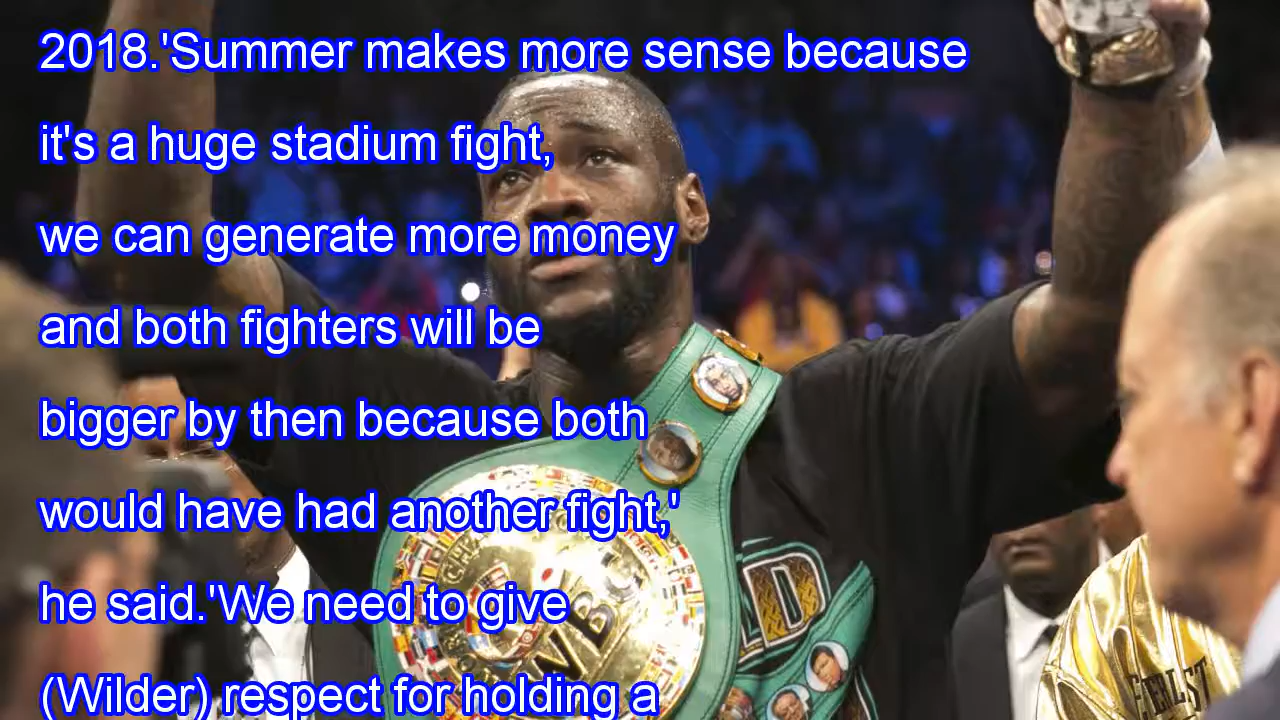 2018.'Summer makes more sense because
it's a huge stadium fight,
we can generate more money
and both fighters will be
bigger by then because both
would have had another fight,'
he said.'We need to give
(Wilder) respect for holding a
WBC
D
EVERLAST